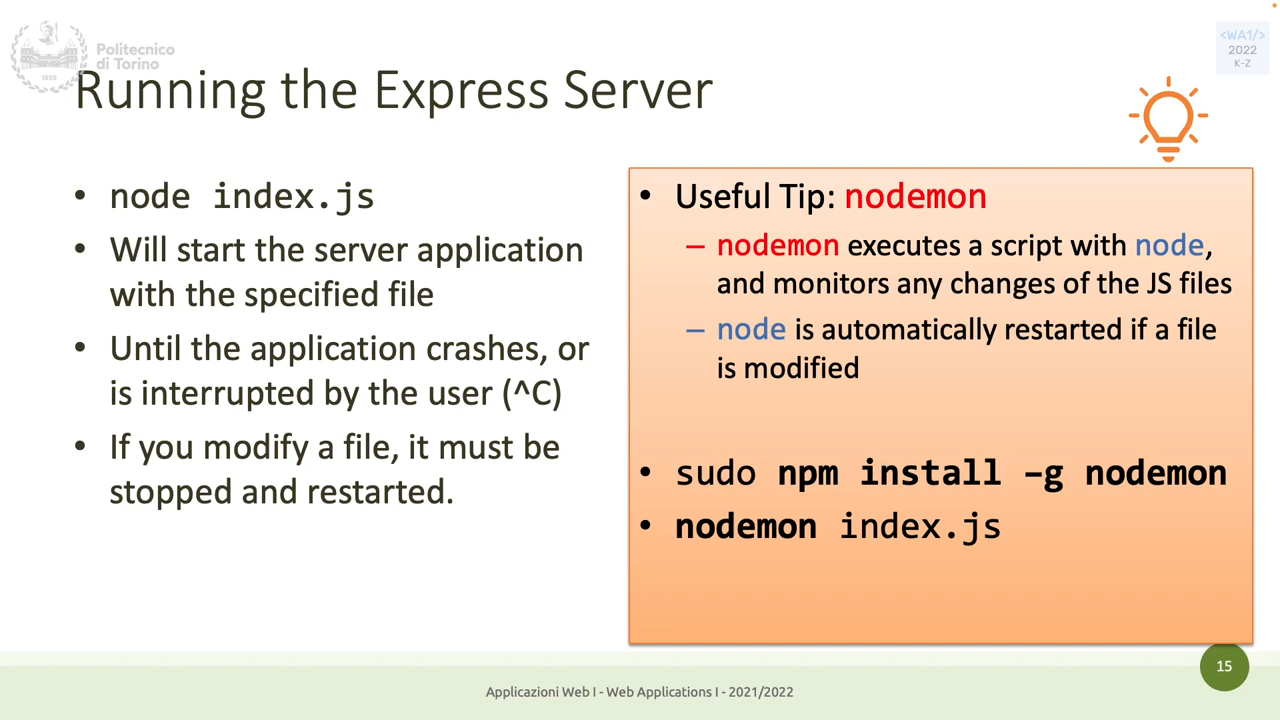 Politecnico
di Torino
1859
<WA1/>
2022
K-Z
Running the Express Server
• node index.js
• Will start the server application
with the specified file
• Until the application crashes, or
is interrupted by the user (^C)
• If you modify a file, it must be
stopped and restarted.
• Useful Tip: nodemon
– nodemon executes a script with node,
and monitors any changes of the JS files
– node is automatically restarted if a file
is modified
• sudo npm install –g nodemon
• nodemon index.js
15
Applicazioni Web I - Web Applications I - 2021/2022